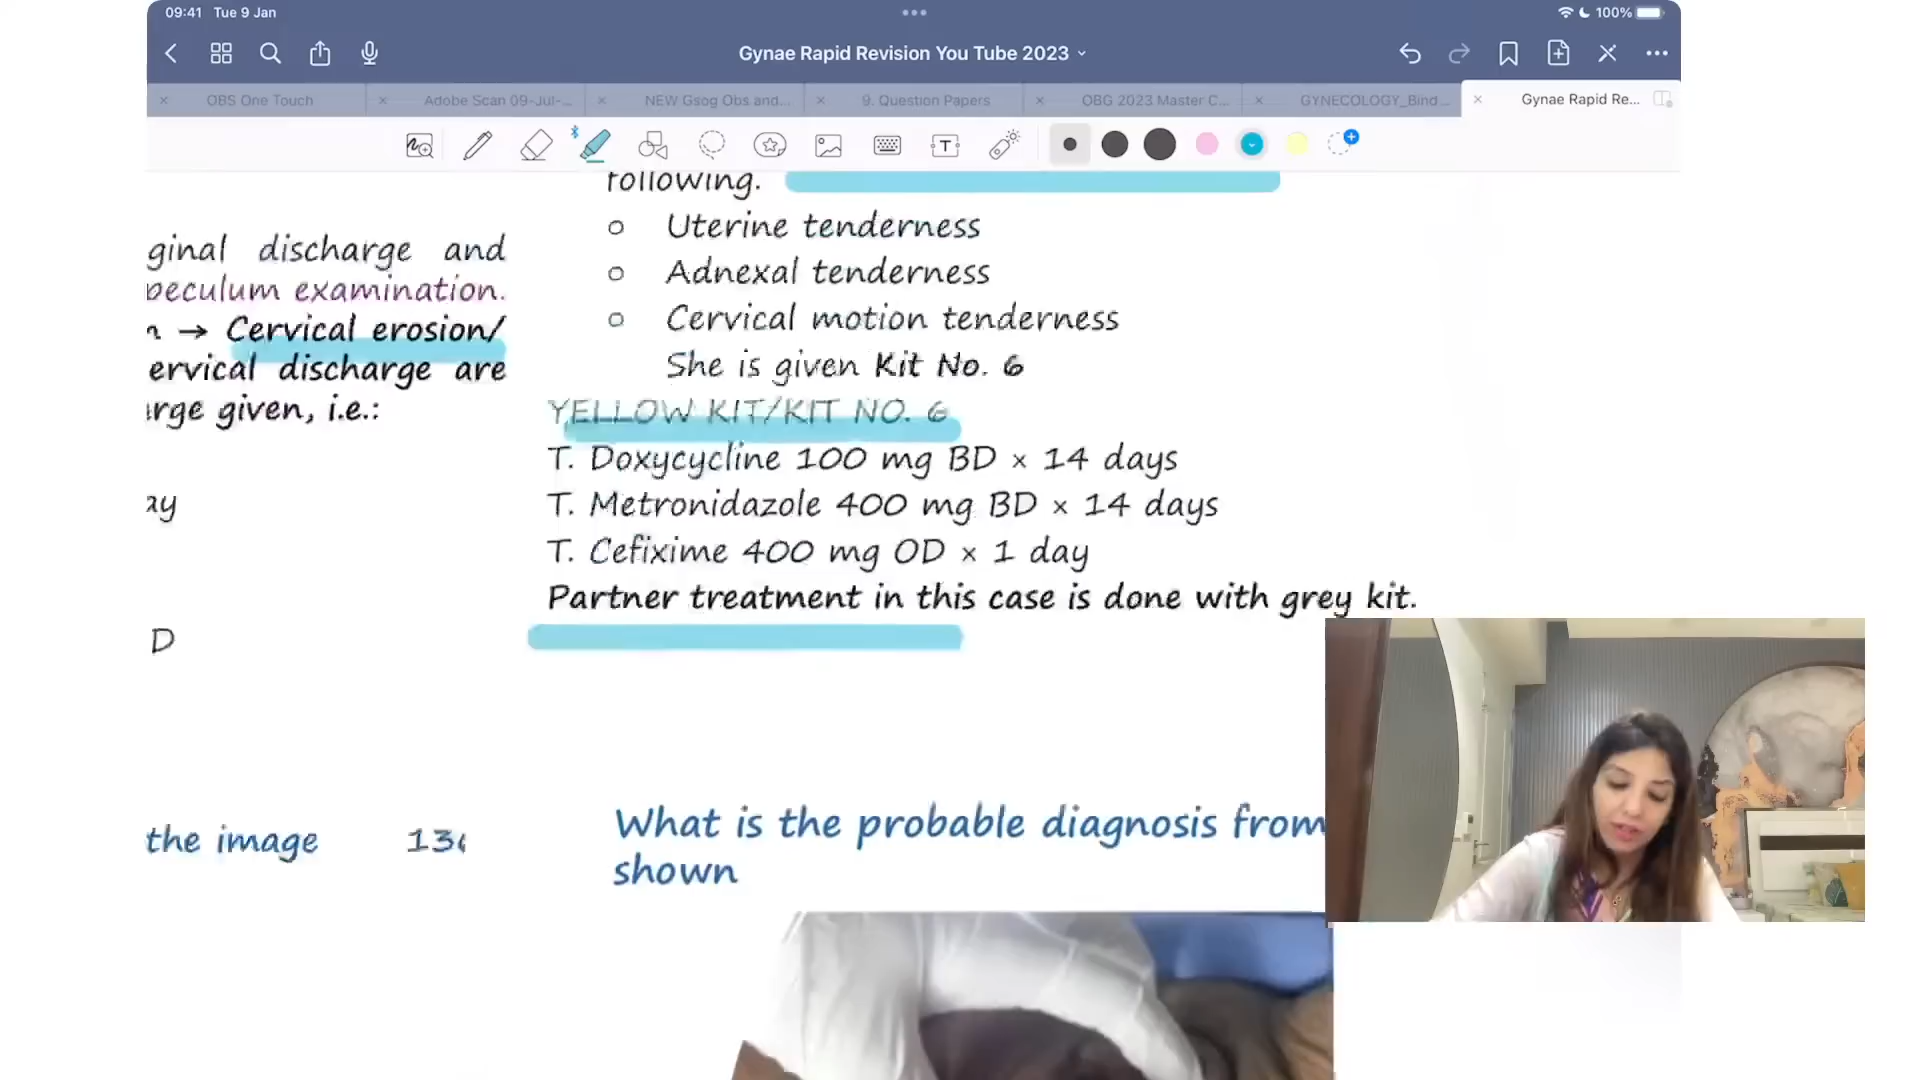 09:41 Tue 9 Jan
100%
Gynae Rapid Revision You Tube 2023
OBS One Touch
Adobe Scan 09-Jul-...
NEW Gsog Obs and...
9. Question Papers
OBG 2023 Master C...
GYNECOLOGY_Bind...
Gynae Rapid Re...
ginal discharge and
peculum examination.
→ Cervical erosion/
ervical discharge are
rge given, i.e.:
ay
D
the image
following.
o Uterine tenderness
o Adnexal tenderness
o Cervical motion tenderness
She is given Kit No. 6
YELLOW KIT/KIT NO. 6
T. Doxycycline 100 mg BD × 14 days
T. Metronidazole 400 mg BD × 14 days
T. Cefixime 400 mg OD × 1 day
Partner treatment in this case is done with grey kit.
What is the probable diagnosis from
shown